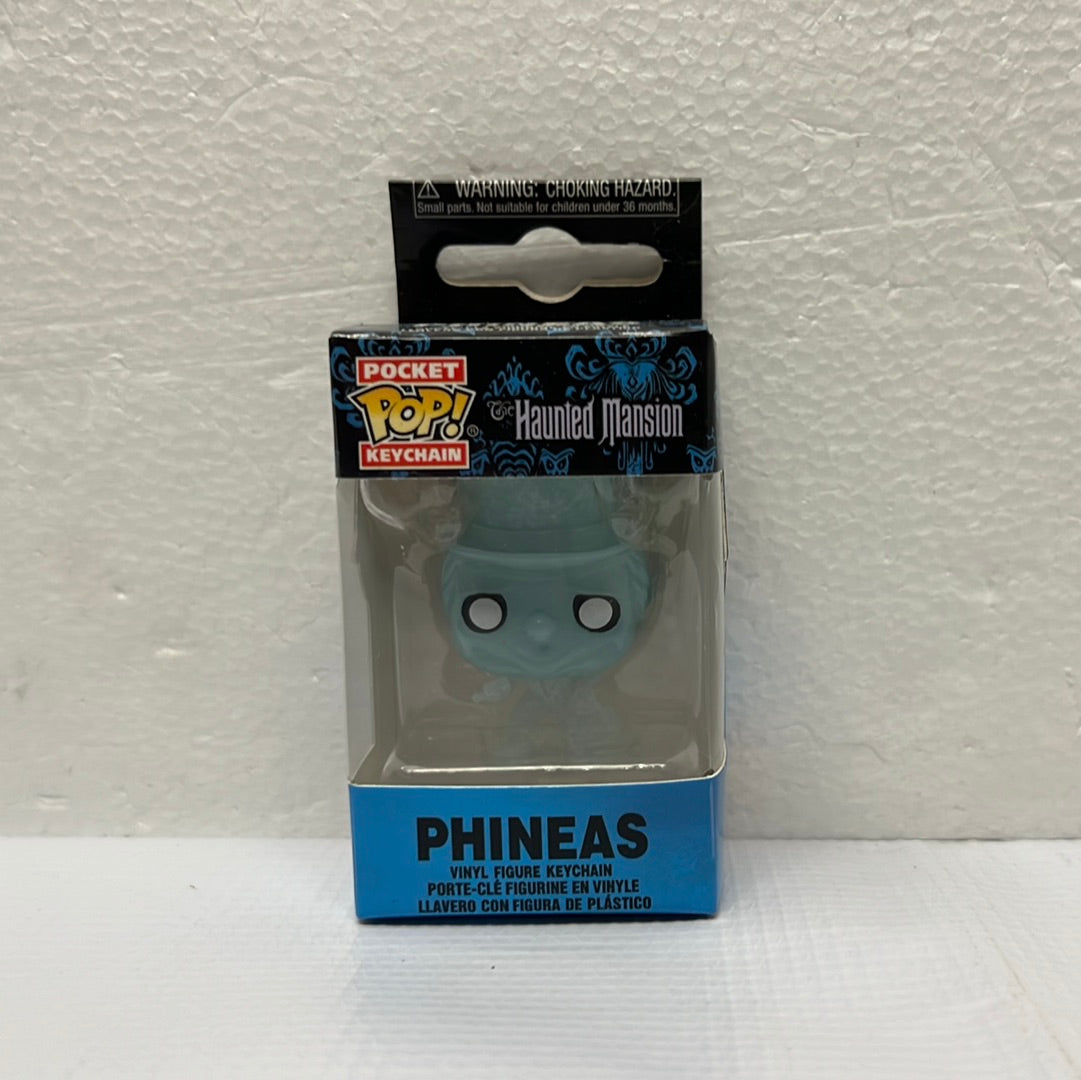 WARNING: CHOKING HAZARD.
Small parts. Not suitable for children under 36 months.
POCKET
POP!®
KEYCHAIN
The Haunted Mansion
PHINEAS
VINYL FIGURE KEYCHAIN
PORTE-CLÉ FIGURINE EN VINYLE
LLAVERO CON FIGURA DE PLÁSTICO